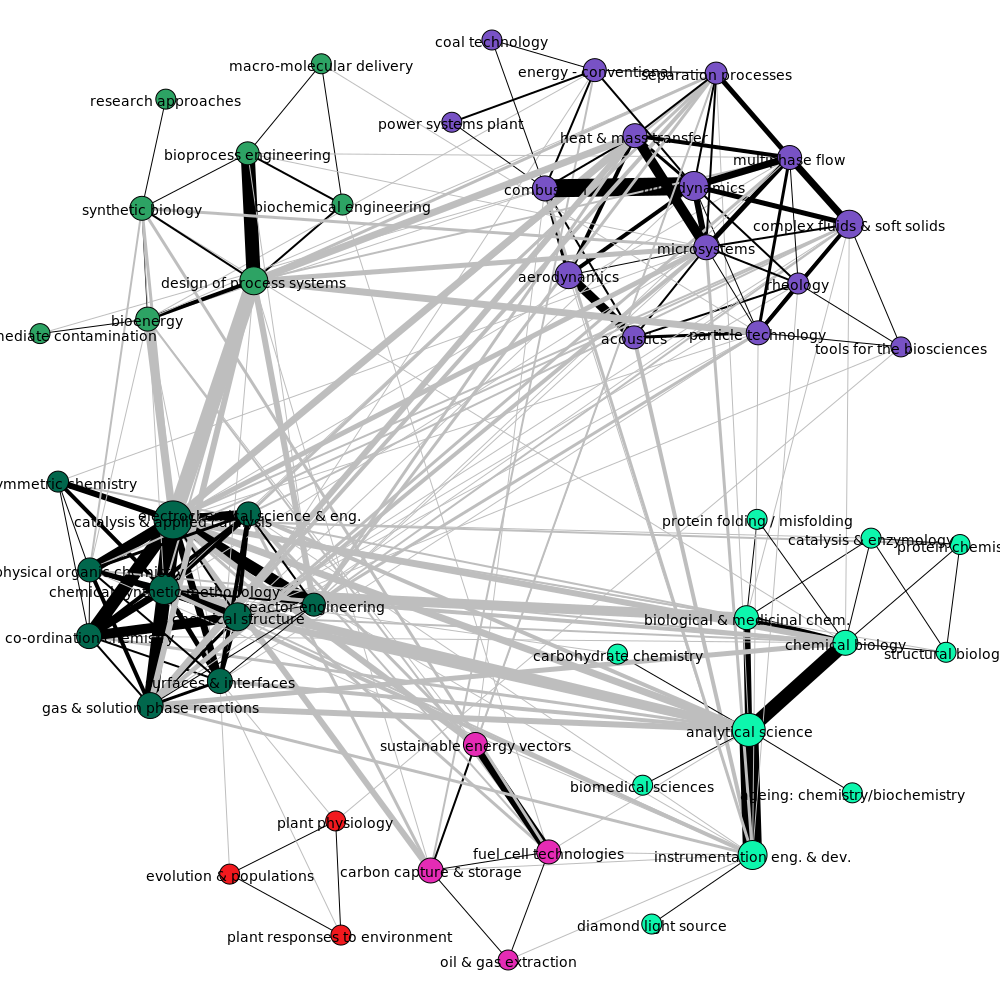 coal technology
energy - conventional
separation processes
macro-molecular delivery
research approaches
power systems plant
heat & mass transfer
bioprocess engineering
multiphase flow
synthetic biology
biochemical engineering
complex fluids & soft solids
microsystems
design of process systems
aerodynamics
rheology
bioenergy
mediate contamination
acoustics
particle technology
tools for the biosciences
ymmetric chemistry
electrochemical science & eng.
catalysis & applied catalysis
protein folding / misfolding
catalysis & enzymology
protein chemis
physical organic chemistry
chemical synthetic methodology
reactor engineering
chemical structure
biological & medicinal chem.
co-ordination chemistry
chemical biology
carbohydrate chemistry
structural biolog
surfaces & interfaces
gas & solution phase reactions
analytical science
sustainable energy vectors
biomedical sciences
ageing: chemistry/biochemistry
plant physiology
fuel cell technologies
instrumentation eng. & dev.
evolution & populations
carbon capture & storage
diamond light source
plant responses to environment
oil & gas extraction